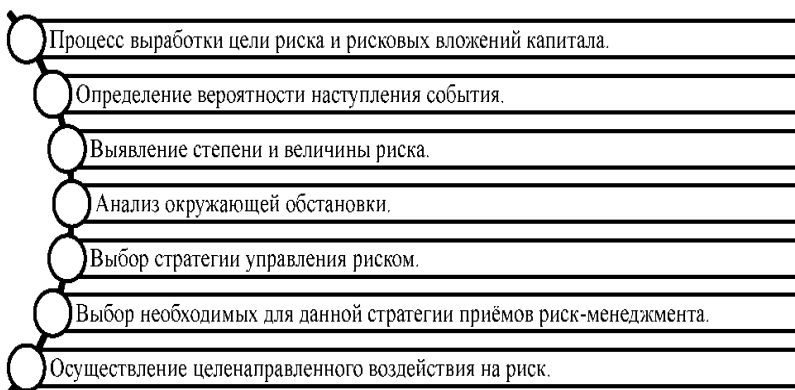 Процесс выработки цели риска и рисковых вложений капитала.
Определение вероятности наступления события.
Выявление степени и величины риска.
Анализ окружающей обстановки.
Выбор стратегии управления риском.
Выбор необходимых для данной стратегии приёмов риск-менеджмента.
Осуществление целенаправленного воздействия на риск.